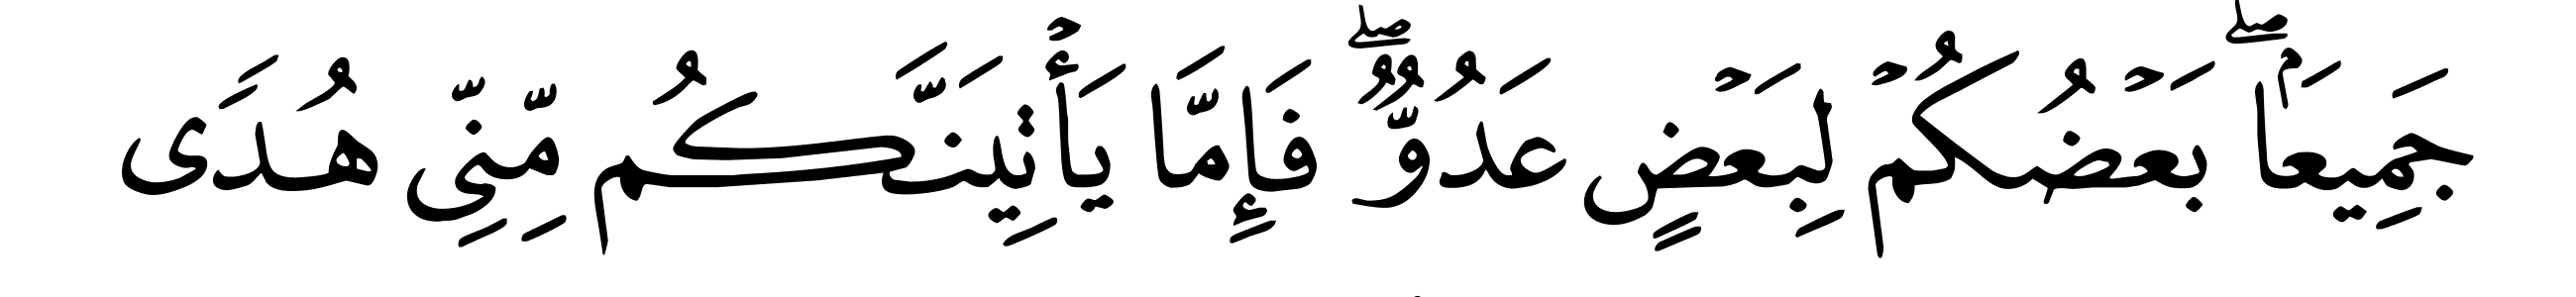 جَمِيعَۢاۖ بَعۡضُكُمۡ لِبَعۡضٍ عَدُوّٞۖ فَإِمَّا يَأۡتِيَنَّكُم مِّنِّي هُدٗى